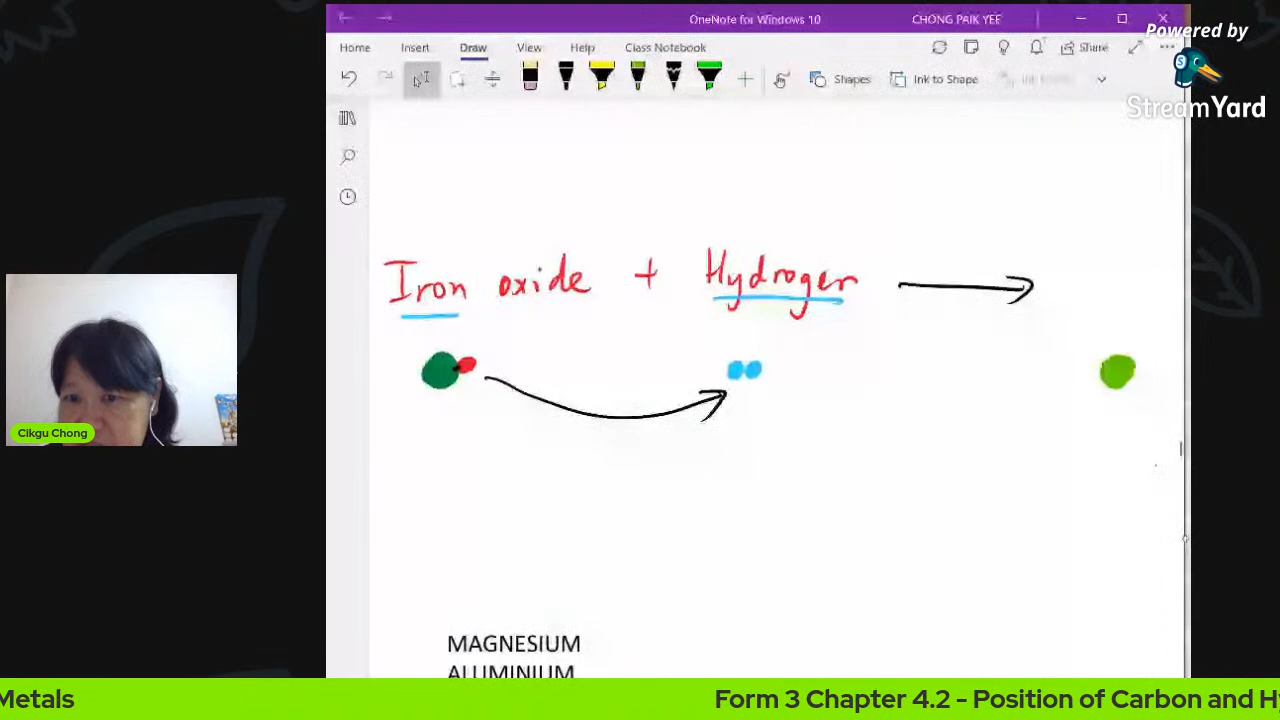 OneNote for Windows 10
CHONG PAIK YEE
Powered by
StreamYard
Home Insert Draw View Help Class Notebook Share
Shapes Ink to Shape
Iron oxide + Hydrogen
Cikgu Chong
MAGNESIUM
ALUMINIUM
Metals
Form 3 Chapter 4.2 - Position of Carbon and Hy